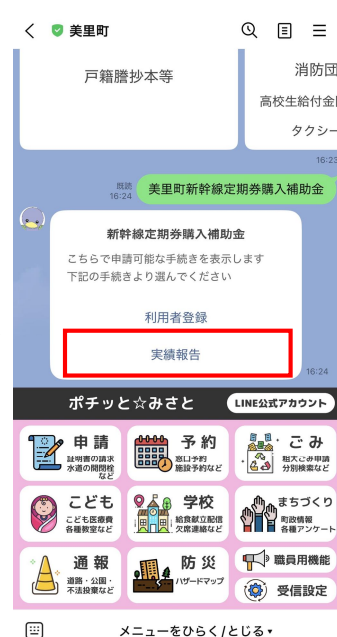 美里町
戸籍謄抄本等
消防団
高校生給付金
タクシー
16:23
既読
16:24
美里町新幹線定期券購入補助金
新幹線定期券購入補助金
こちらで申請可能な手続きを表示します
下記の手続きより選んでください
利用者登録
実績報告
16:24
ポチッと☆みさと
LINE公式アカウント
申請
証明書の請求
水道の開閉栓
など
予約
窓口予約
施設予約など
ごみ
粗大ごみ申請
分別検索など
こども
こども医療費
各種教室など
学校
給食献立配信
欠席連絡など
まちづくり
町政情報
各種アンケート
通報
道路・公園・
不法投棄など
防災
ハザードマップ
職員用機能
受信設定
メニューをひらく/とじる▾